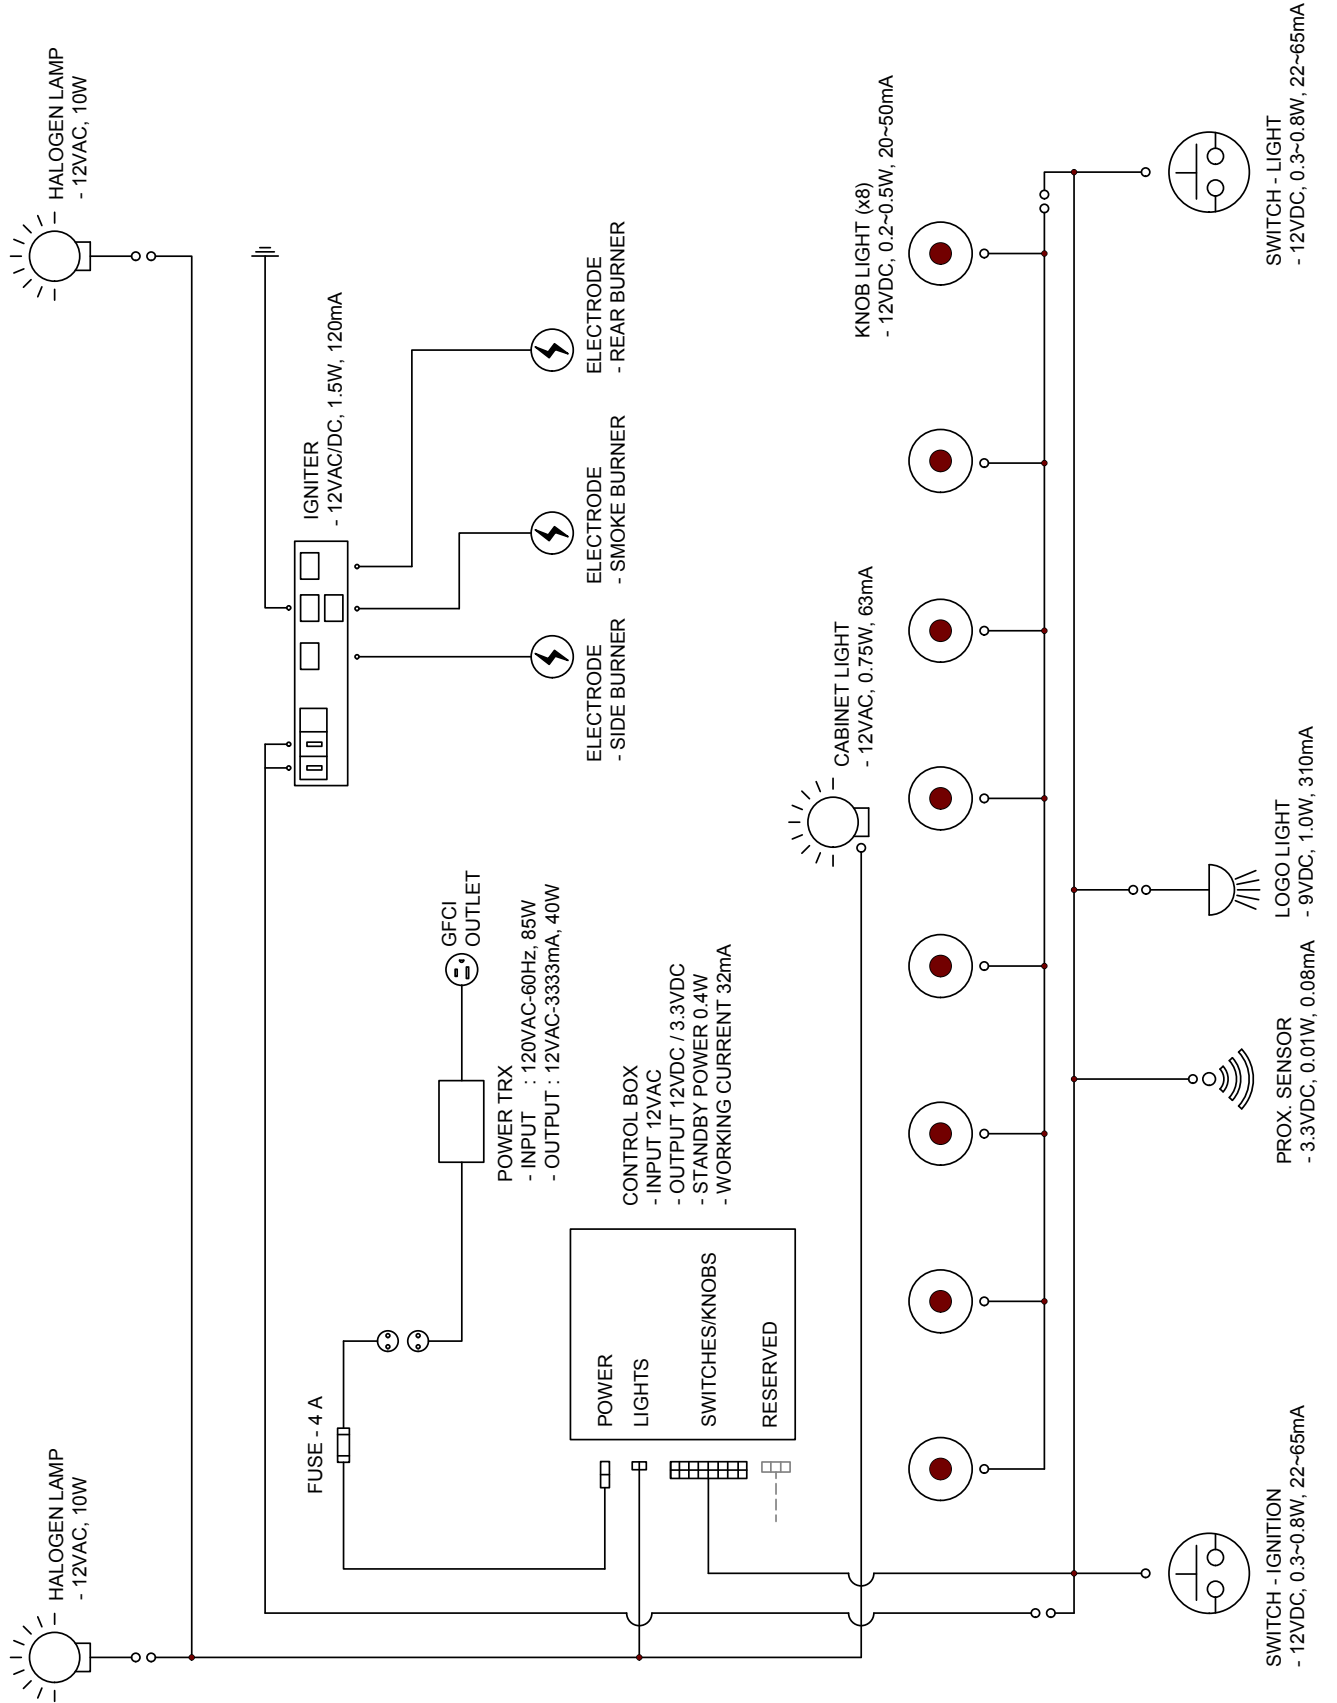 HALOGEN LAMP
- 12VAC, 10W
HALOGEN LAMP
- 12VAC, 10W
FUSE - 4 A
IGNITER
- 12VAC/DC, 1.5W, 120mA
GFCI
OUTLET
POWER TRX
- INPUT : 120VAC-60Hz, 85W
- OUTPUT : 12VAC-3333mA, 40W
ELECTRODE
- SIDE BURNER
ELECTRODE
- SMOKE BURNER
ELECTRODE
- REAR BURNER
CONTROL BOX
- INPUT 12VAC
- OUTPUT 12VDC / 3.3VDC
- STANDBY POWER 0.4W
- WORKING CURRENT 32mA
POWER
LIGHTS
SWITCHES/KNOBS
RESERVED
CABINET LIGHT
- 12VAC, 0.75W, 63mA
KNOB LIGHT (x8)
- 12VDC, 0.2~0.5W, 20~50mA
SWITCH - IGNITION
- 12VDC, 0.3~0.8W, 22~65mA
PROX. SENSOR
- 3.3VDC, 0.01W, 0.08mA
LOGO LIGHT
- 9VDC, 1.0W, 310mA
SWITCH - LIGHT
- 12VDC, 0.3~0.8W, 22~65mA